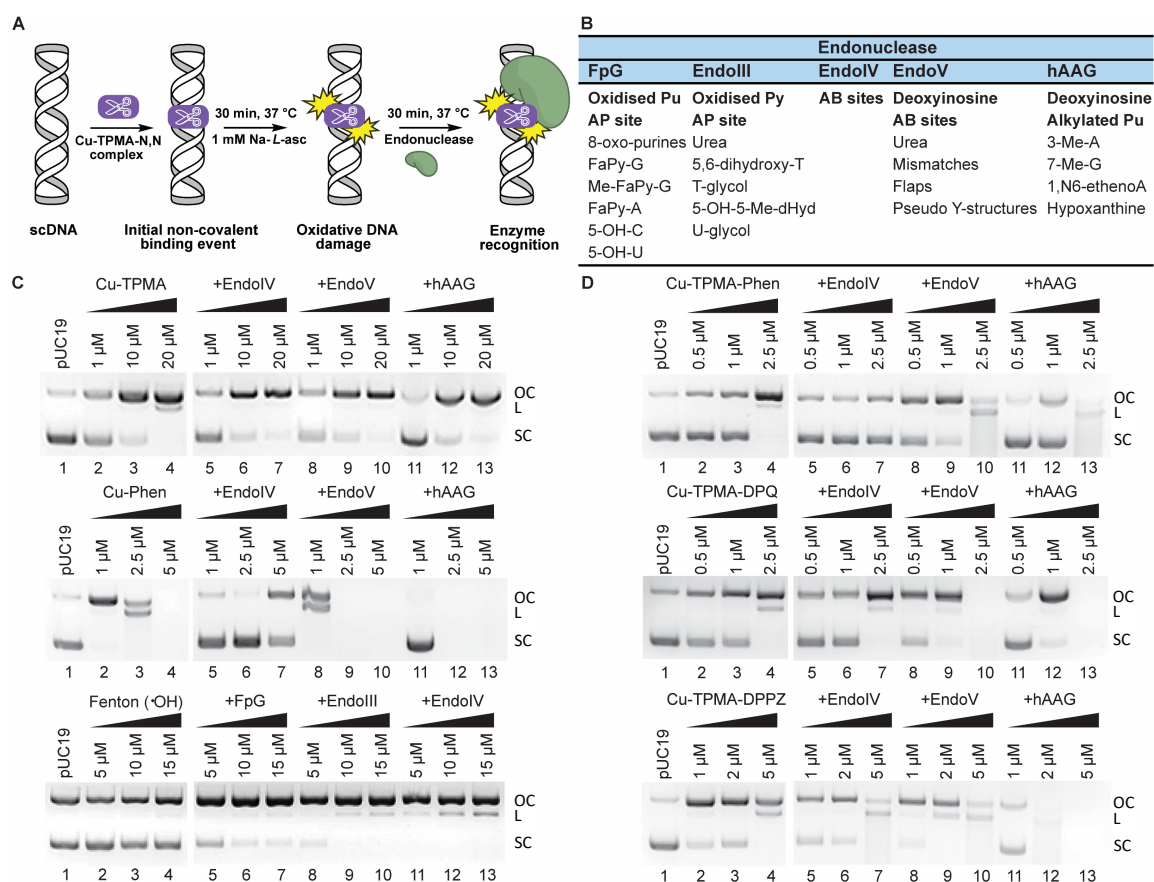 A
Cu-TPMA-N,N
complex
30 min, 37 °C
1 mM Na-L-asc
30 min, 37 °C
Endonuclease
scDNA
Initial non-covalent
binding event
Oxidative DNA
damage
Enzyme
recognition
B
Endonuclease
FpG EndoIII EndoIV EndoV hAAG
Oxidised Pu Oxidised Py AB sites Deoxyinosine Deoxyinosine
AP site AP site AB sites Alkylated Pu
8-oxo-purines Urea Urea 3-Me-A
FaPy-G 5,6-dihydroxy-T Mismatches 7-Me-G
Me-FaPy-G T-glycol Flaps 1,N6-ethenoA
FaPy-A 5-OH-5-Me-dHyd Pseudo Y-structures Hypoxanthine
5-OH-C U-glycol
5-OH-U
C
Cu-TPMA +EndoIV +EndoV +hAAG
pUC19 1 µM 10 µM 20 µM 1 µM 10 µM 20 µM 1 µM 10 µM 20 µM 1 µM 10 µM 20 µM
OC
L
SC
1 2 3 4 5 6 7 8 9 10 11 12 13
Cu-Phen +EndoIV +EndoV +hAAG
pUC19 1 µM 2.5 µM 5 µM 1 µM 2.5 µM 5 µM 1 µM 2.5 µM 5 µM 1 µM 2.5 µM 5 µM
OC
L
SC
1 2 3 4 5 6 7 8 9 10 11 12 13
Fenton (•OH) +FpG +EndoIII +EndoIV
pUC19 5 µM 10 µM 15 µM 5 µM 10 µM 15 µM 5 µM 10 µM 15 µM 5 µM 10 µM 15 µM
OC
L
SC
1 2 3 4 5 6 7 8 9 10 11 12 13
D
Cu-TPMA-Phen +EndoIV +EndoV +hAAG
pUC19 0.5 µM 1 µM 2.5 µM 0.5 µM 1 µM 2.5 µM 0.5 µM 1 µM 2.5 µM 0.5 µM 1 µM 2.5 µM
OC
L
SC
1 2 3 4 5 6 7 8 9 10 11 12 13
Cu-TPMA-DPQ +EndoIV +EndoV +hAAG
pUC19 0.5 µM 1 µM 2.5 µM 0.5 µM 1 µM 2.5 µM 0.5 µM 1 µM 2.5 µM 0.5 µM 1 µM 2.5 µM
OC
L
SC
1 2 3 4 5 6 7 8 9 10 11 12 13
Cu-TPMA-DPPZ +EndoIV +EndoV +hAAG
pUC19 1 µM 2 µM 5 µM 1 µM 2 µM 5 µM 1 µM 2 µM 5 µM 1 µM 2 µM 5 µM
OC
L
SC
1 2 3 4 5 6 7 8 9 10 11 12 13